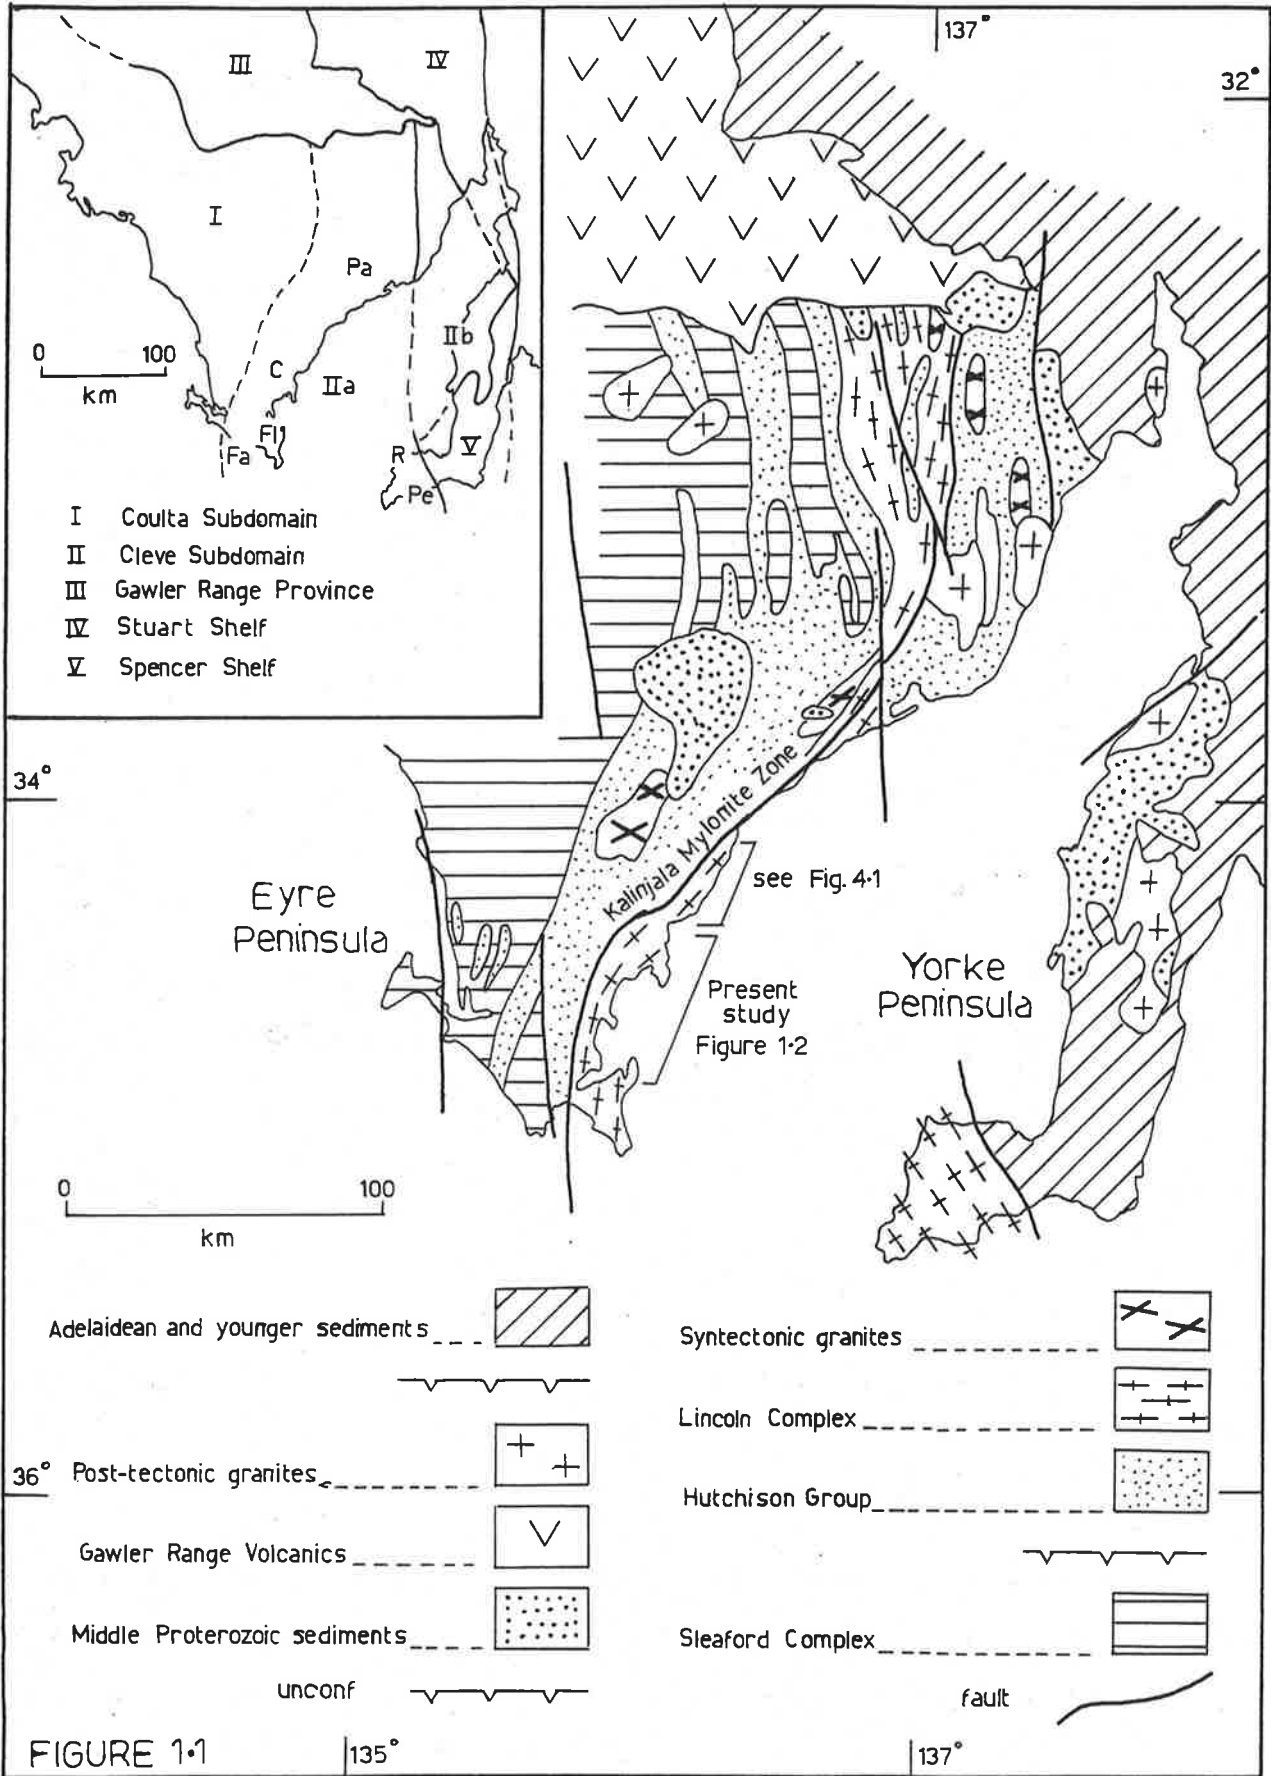 137°
32°
III
IV
I
Pa
0 100
km
IIb
C
IIa
Fl
Fa
R
V
Pe
I Coulta Subdomain
II Cleve Subdomain
III Gawler Range Province
IV Stuart Shelf
V Spencer Shelf
34°
Kalinjala Mylonite Zone
see Fig. 4·1
Eyre
Peninsula
Yorke
Peninsula
Present
study
Figure 1·2
0 100
km
Adelaidean and younger sediments
Post-tectonic granites
36°
Gawler Range Volcanics
Middle Proterozoic sediments
unconf
Syntectonic granites
Lincoln Complex
Hutchison Group
Sleaford Complex
fault
FIGURE 1·1
135°
137°